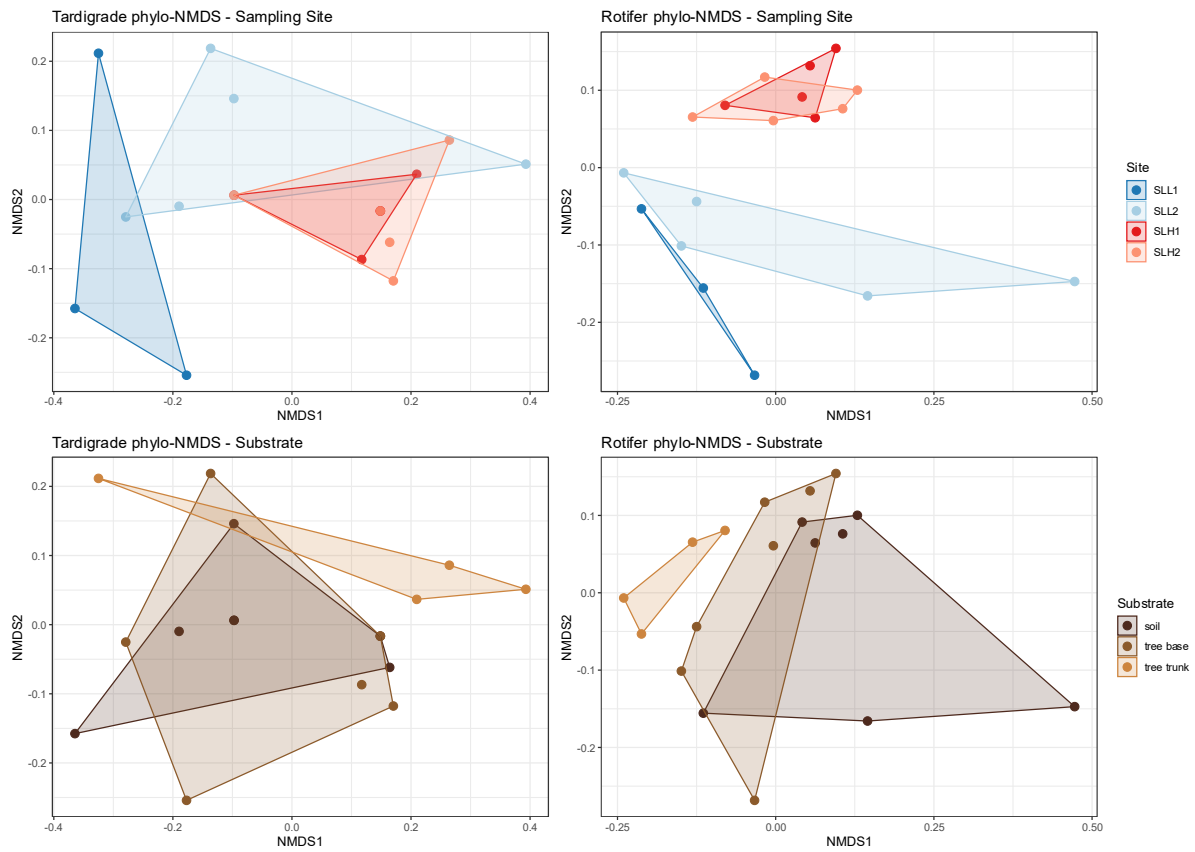 Tardigrade phylo-NMDS - Sampling Site
Rotifer phylo-NMDS - Sampling Site
NMDS2
0.2
0.1
0.0
-0.1
-0.2
-0.4
-0.2
0.0
0.2
0.4
NMDS1
NMDS2
0.1
0.0
-0.1
-0.2
-0.25
0.00
0.25
0.50
NMDS1
Site
SLL1
SLL2
SLH1
SLH2
Tardigrade phylo-NMDS - Substrate
Rotifer phylo-NMDS - Substrate
NMDS2
0.2
0.1
0.0
-0.1
-0.2
-0.4
-0.2
0.0
0.2
0.4
NMDS1
NMDS2
0.1
0.0
-0.1
-0.2
-0.25
0.00
0.25
0.50
NMDS1
Substrate
soil
tree base
tree trunk